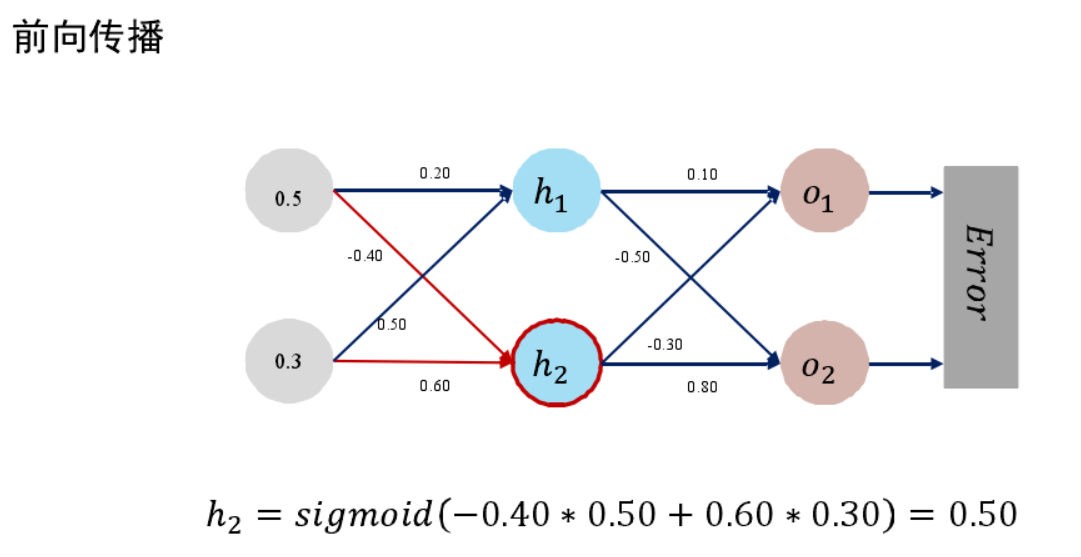 前向传播
0.20
0.10
0.5
h₁
o₁
-0.40
-0.50
Error
0.50
-0.30
0.3
h₂
o₂
0.60
0.80
h₂ = sigmoid(−0.40 ∗ 0.50 + 0.60 ∗ 0.30) = 0.50